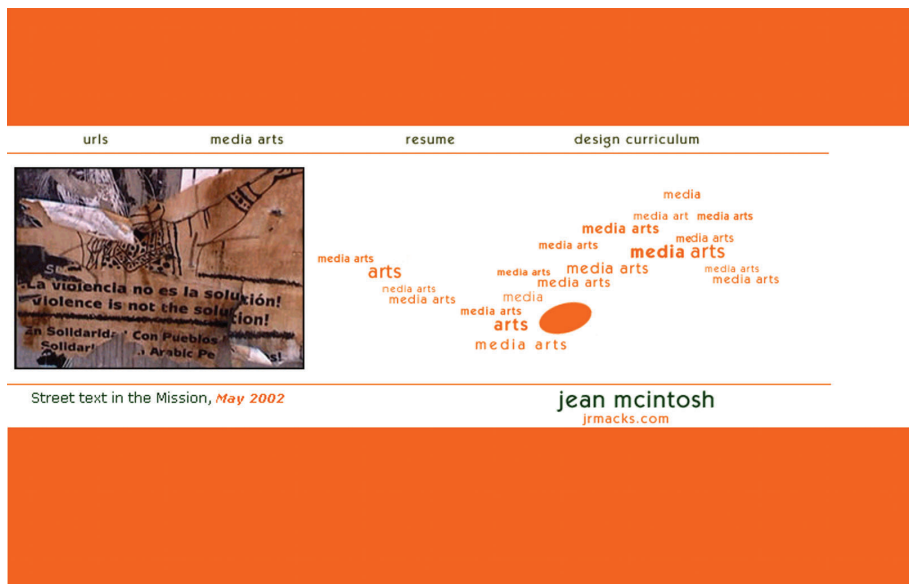 urls media arts resume design curriculum
La violencia no es la solución!
violence is not the solution!
En Solidarida Con Pueblos
Solidar Arabic Pe s!
media
media art media arts
media arts
media arts
media arts
media arts
media arts
arts
media arts
media arts
media arts
media arts
media arts
media arts
media arts
media
media arts
arts
media arts
Street text in the Mission, May 2002
jean mcintosh
jrmacks.com